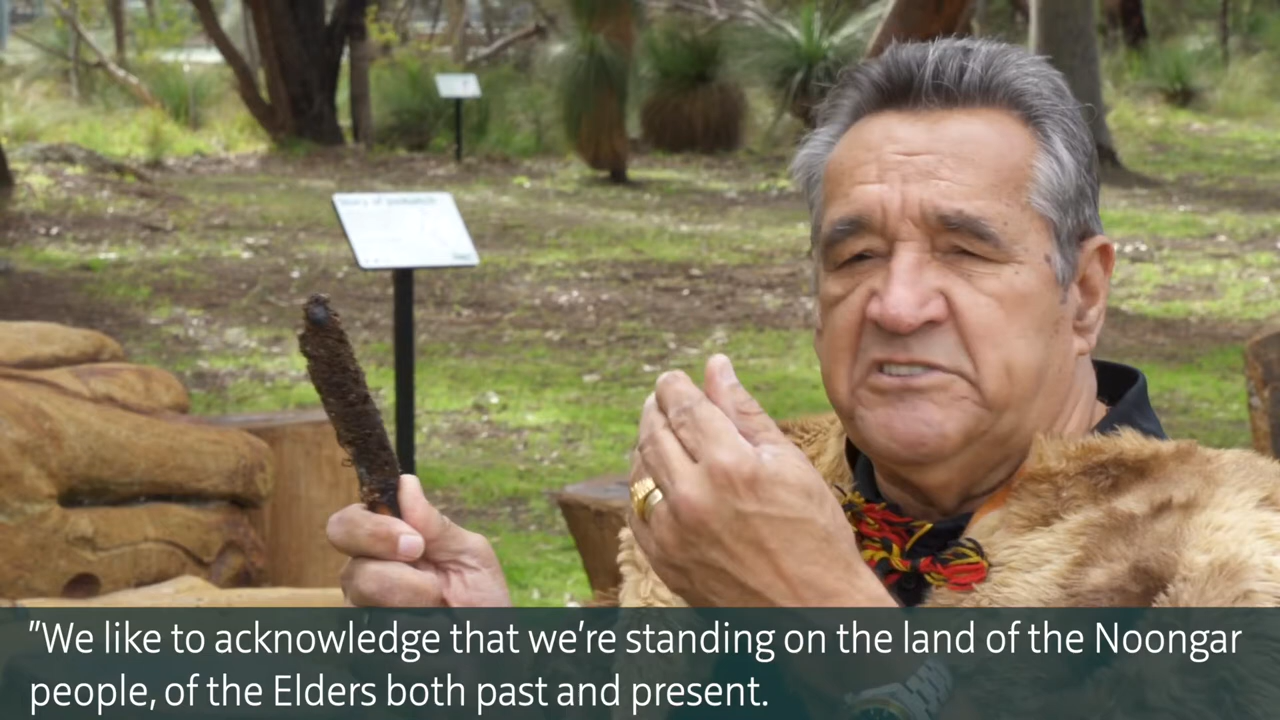 "We like to acknowledge that we're standing on the land of the Noongar
people, of the Elders both past and present.